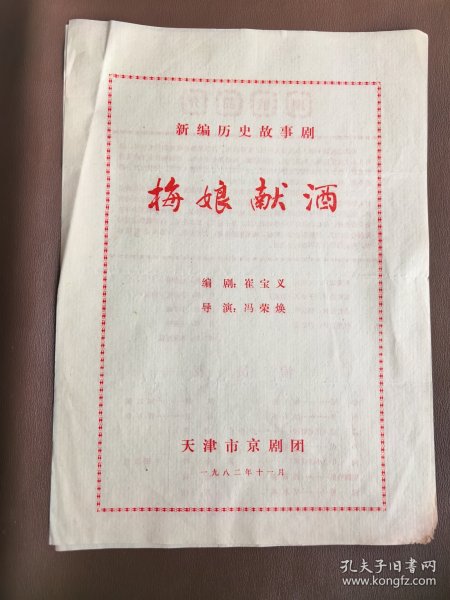 新编历史故事剧
梅娘献酒
编剧：崔宝义
导演：冯荣焕
天津市京剧团
一九八二年十一月
孔夫子旧书网
www.kongfz.com